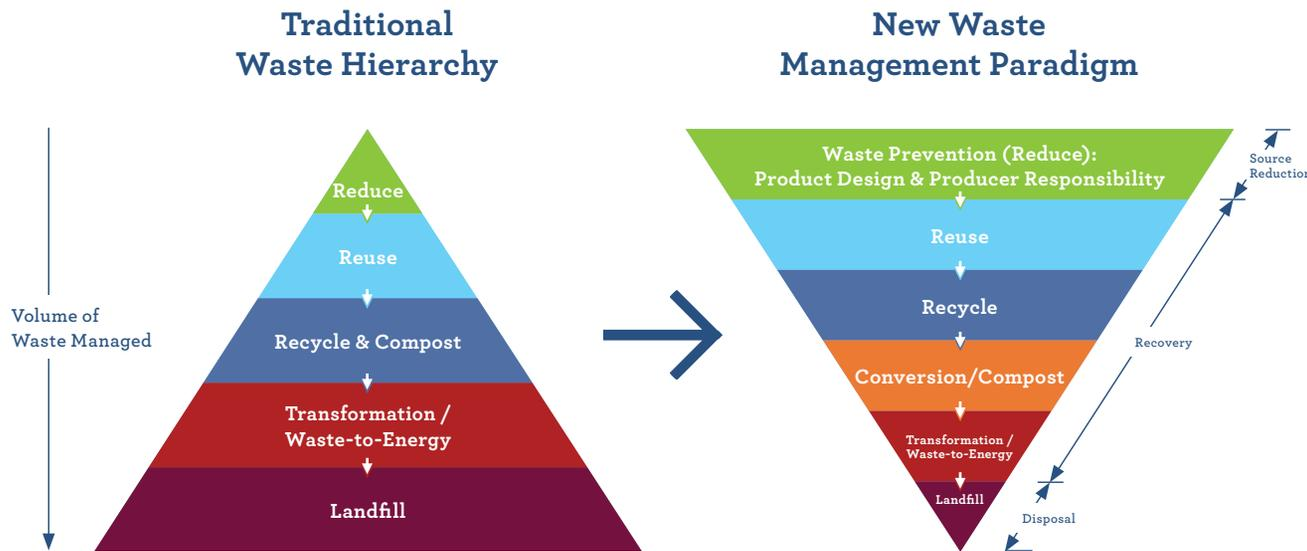 Traditional
Waste Hierarchy
New Waste
Management Paradigm
Volume of
Waste Managed
Reduce
Reuse
Recycle & Compost
Transformation /
Waste-to-Energy
Landfill
Waste Prevention (Reduce):
Product Design & Producer Responsibility
Reuse
Recycle
Conversion/Compost
Transformation /
Waste-to-Energy
Landfill
Source
Reduction
Recovery
Disposal